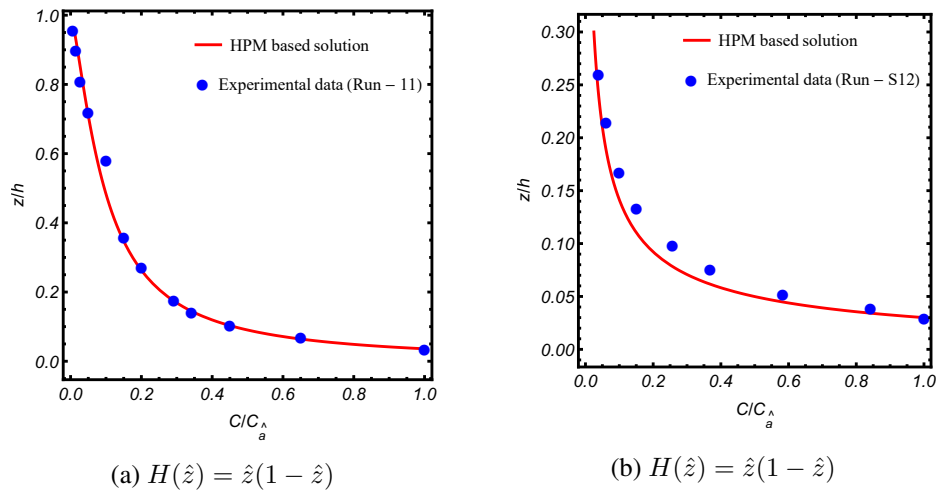 HPM based solution
Experimental data (Run − 11)
1.0
0.8
0.6
0.4
0.2
0.0
z/h
0.0 0.2 0.4 0.6 0.8 1.0
C/C_â
(a) H(ẑ) = ẑ(1 − ẑ)
HPM based solution
Experimental data (Run − S12)
0.30
0.25
0.20
0.15
0.10
0.05
0.00
z/h
0.0 0.2 0.4 0.6 0.8 1.0
C/C_â
(b) H(ẑ) = ẑ(1 − ẑ)